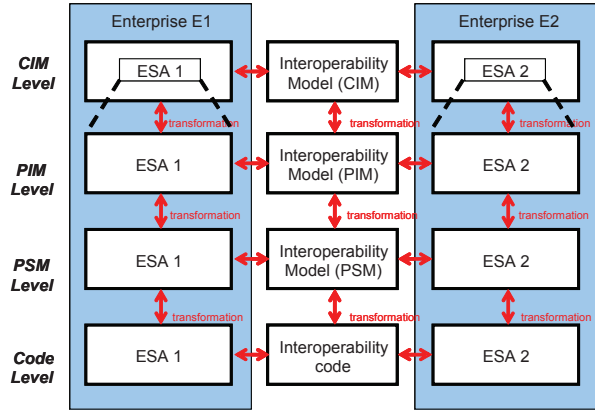 Enterprise E1
Enterprise E2
CIM
Level
ESA 1
Interoperability
Model (CIM)
ESA 2
transformation
transformation
transformation
PIM
Level
ESA 1
Interoperability
Model (PIM)
ESA 2
transformation
transformation
transformation
PSM
Level
ESA 1
Interoperability
Model (PSM)
ESA 2
transformation
transformation
transformation
Code
Level
ESA 1
Interoperability
code
ESA 2